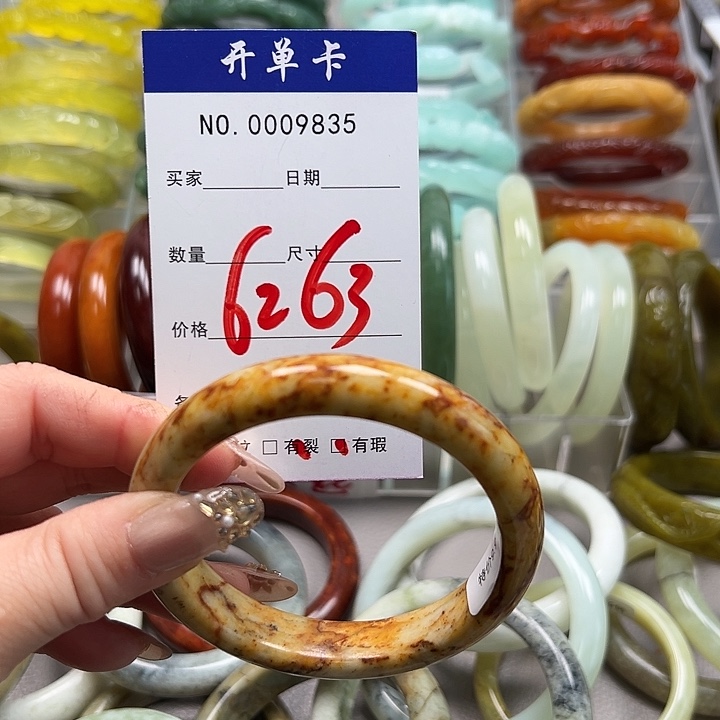 开单卡
NO. 0009835
买家 日期
数量 尺寸
6263
价格
□有裂 □有瑕